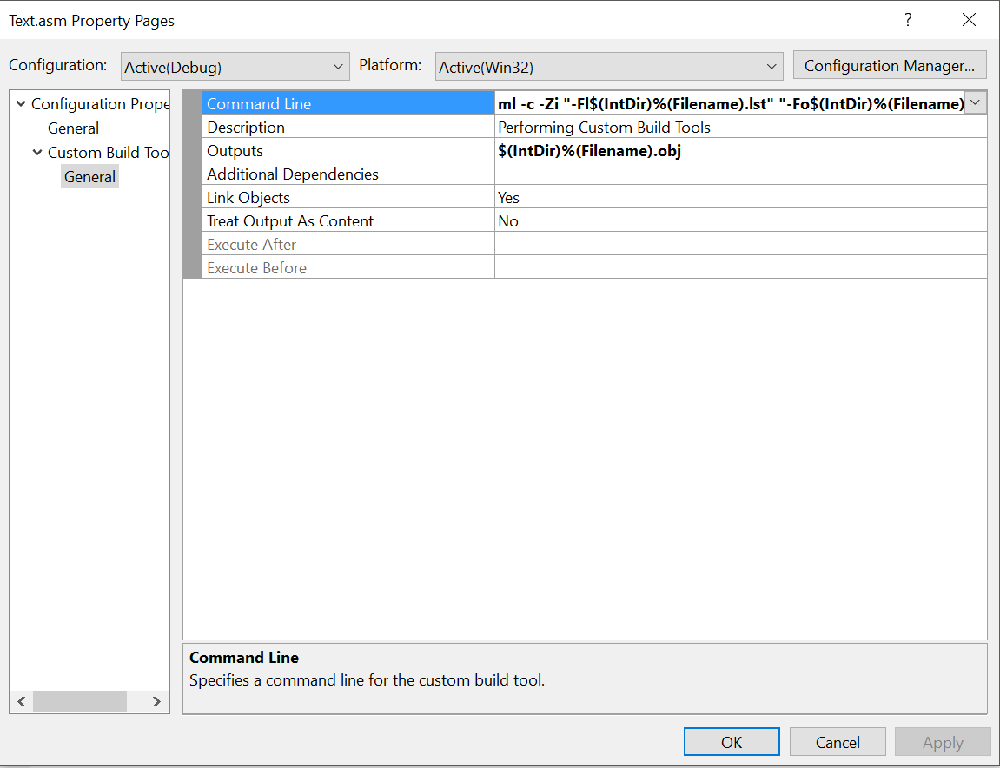 Text.asm Property Pages
?
Configuration: Active(Debug) Platform: Active(Win32) Configuration Manager...
Configuration Prope
General
Custom Build Too
General
Command Line ml -c -Zi "-Fl$(IntDir)%(Filename).lst" "-Fo$(IntDir)%(Filename)
Description Performing Custom Build Tools
Outputs $(IntDir)%(Filename).obj
Additional Dependencies
Link Objects Yes
Treat Output As Content No
Execute After
Execute Before
Command Line
Specifies a command line for the custom build tool.
OK Cancel Apply